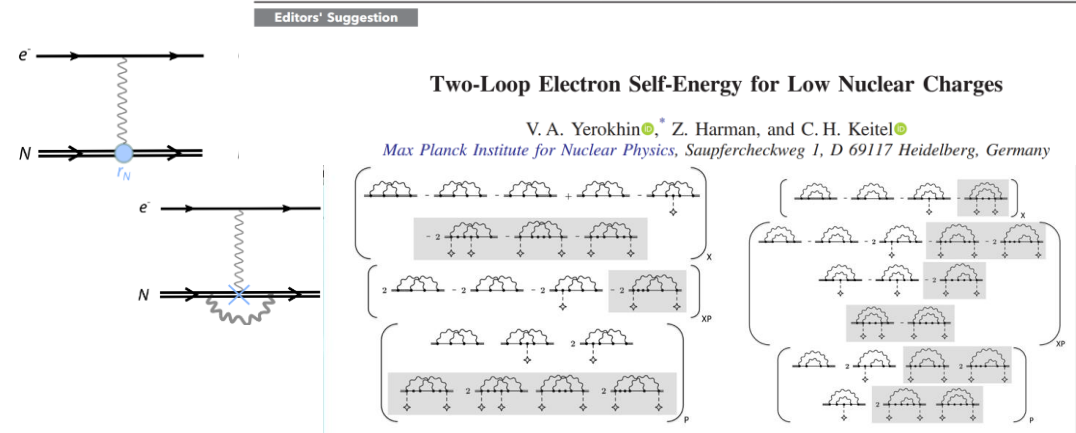 Editors' Suggestion
e-
N
rN
e-
N
Two-Loop Electron Self-Energy for Low Nuclear Charges
V. A. Yerokhin,* Z. Harman, and C. H. Keitel
Max Planck Institute for Nuclear Physics, Saupfercheckweg 1, D 69117 Heidelberg, Germany
- - + -
- 2 - -
X
2 - 2 - 2 - 2
XP
2
2 2
P
- - -
X
- - 2 - 2 - 2
- - 2
-
XP
2 2 2
2
P